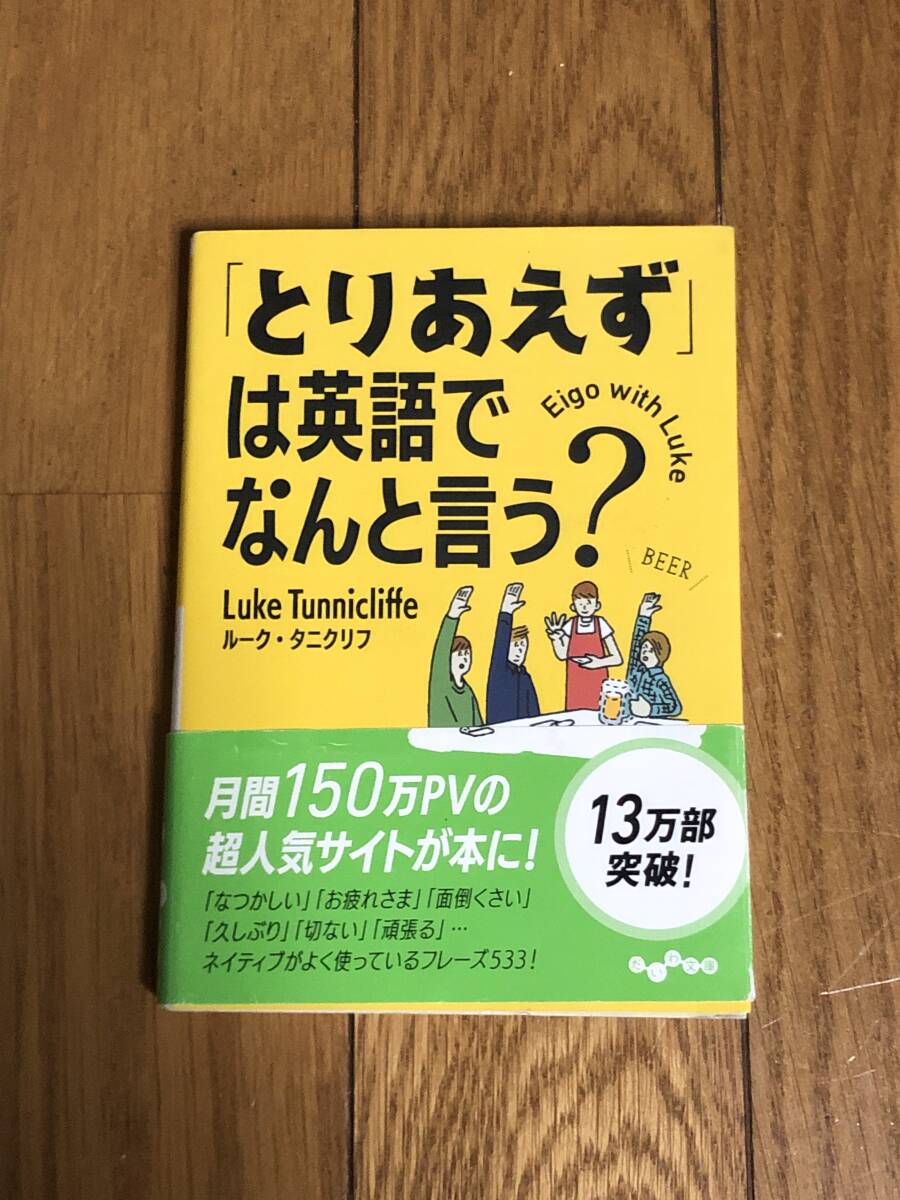 「とりあえず」
は英語で
なんと言う?
Eigo with Luke
BEER
Luke Tunnicliffe
ルーク・タニクリフ
月間150万PVの
超人気サイトが本に!
「なつかしい」「お疲れさま」「面倒くさい」
「久しぶり」「切ない」「頑張る」…
ネイティブがよく使っているフレーズ533!
13万部
突破!
だいわ文庫